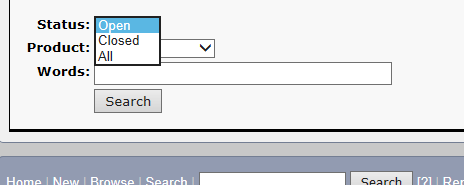 Status: Open
Closed
Product:
All
Words:
Search
Home | New | Browse | Search | Search [?] | Rep